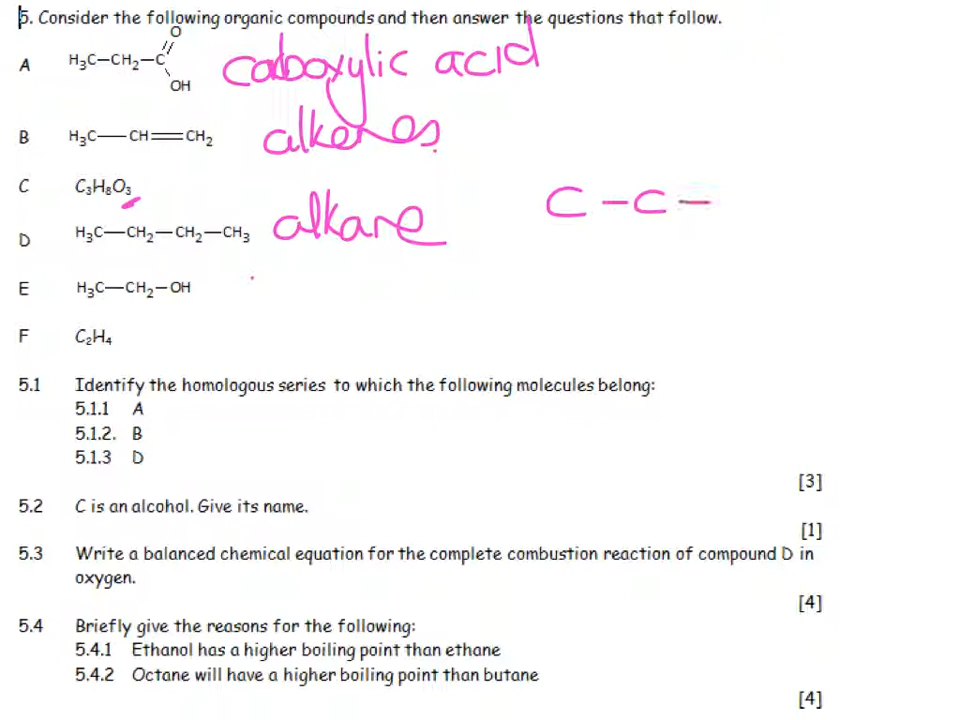 5. Consider the following organic compounds and then answer the questions that follow.
A H₃C–CH₂–C O OH carboxylic acid
B H₃C—CH=CH₂ alkenes
C C₃H₈O₃ C – C –
D H₃C—CH₂—CH₂—CH₃ alkane
E H₃C—CH₂—OH
F C₂H₄
5.1 Identify the homologous series to which the following molecules belong:
5.1.1 A
5.1.2. B
5.1.3 D
[3]
5.2 C is an alcohol. Give its name.
[1]
5.3 Write a balanced chemical equation for the complete combustion reaction of compound D in
oxygen.
[4]
5.4 Briefly give the reasons for the following:
5.4.1 Ethanol has a higher boiling point than ethane
5.4.2 Octane will have a higher boiling point than butane
[4]